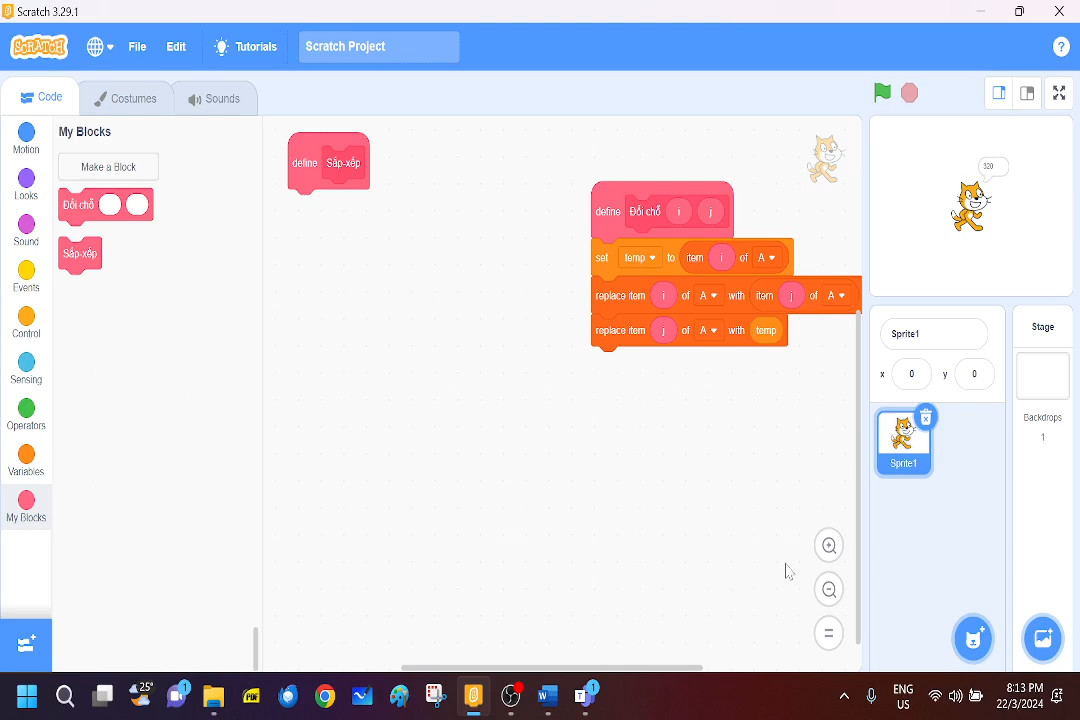 Scratch 3.29.1
SCRATCH
File
Edit
Tutorials
Scratch Project
?
Code
Costumes
Sounds
My Blocks
Make a Block
Đổi chỗ
Sắp-xếp
Motion
Looks
Sound
Events
Control
Sensing
Operators
Variables
My Blocks
define Sắp-xếp
define Đổi chỗ i j
set temp to item i of A
replace item i of A with item j of A
replace item j of A with temp
320
Sprite1
x 0 y 0
Sprite1
Stage
Backdrops
1
25°
1
PDF
1
ENG
US
8:13 PM
22/3/2024